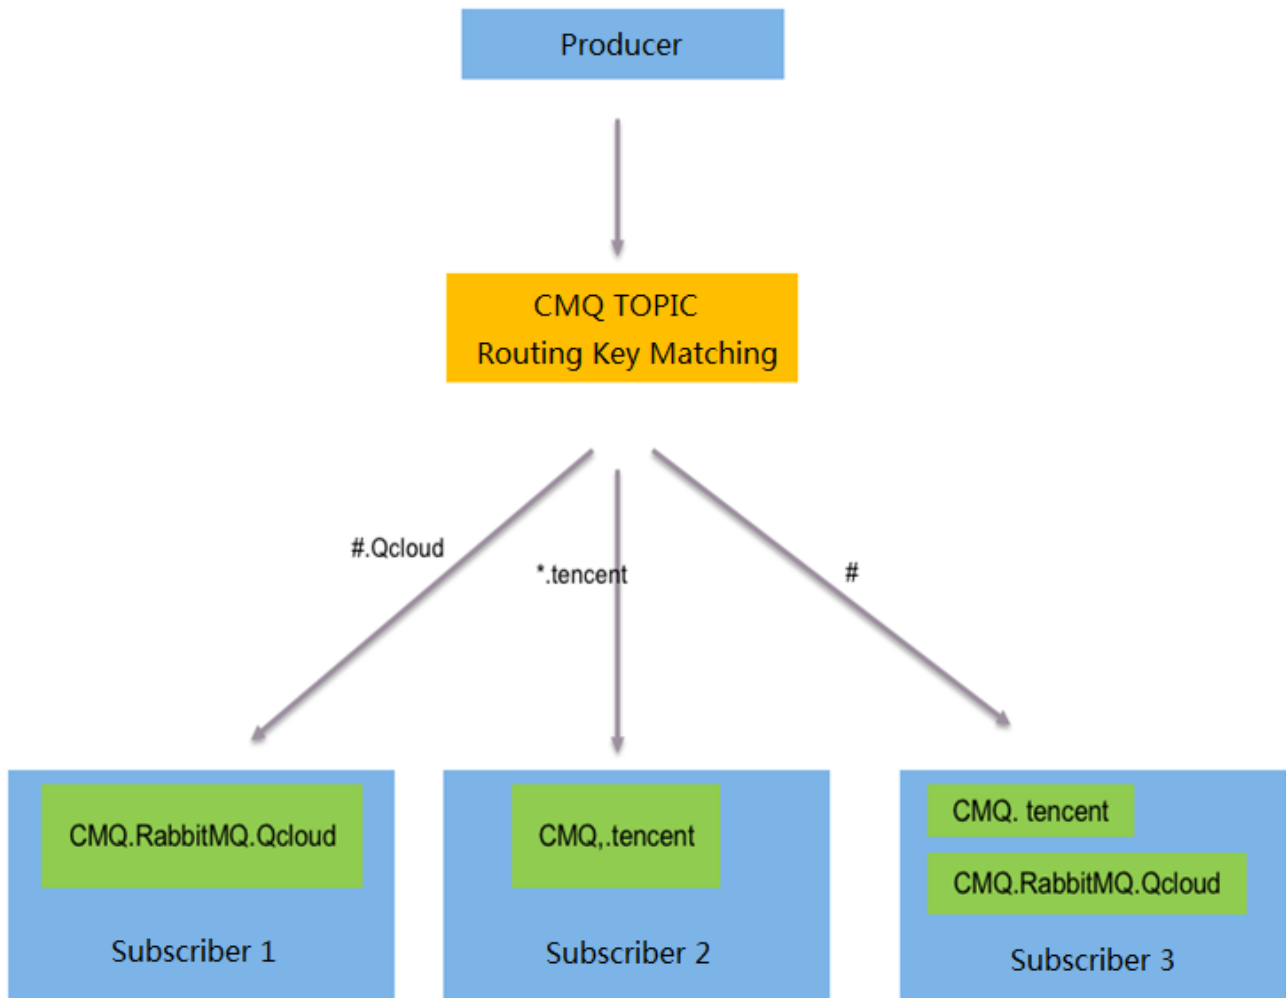 Producer
CMQ TOPIC
Routing Key Matching
#.Qcloud
*.tencent
#
CMQ.RabbitMQ.Qcloud
Subscriber 1
CMQ,.tencent
Subscriber 2
CMQ. tencent
CMQ.RabbitMQ.Qcloud
Subscriber 3